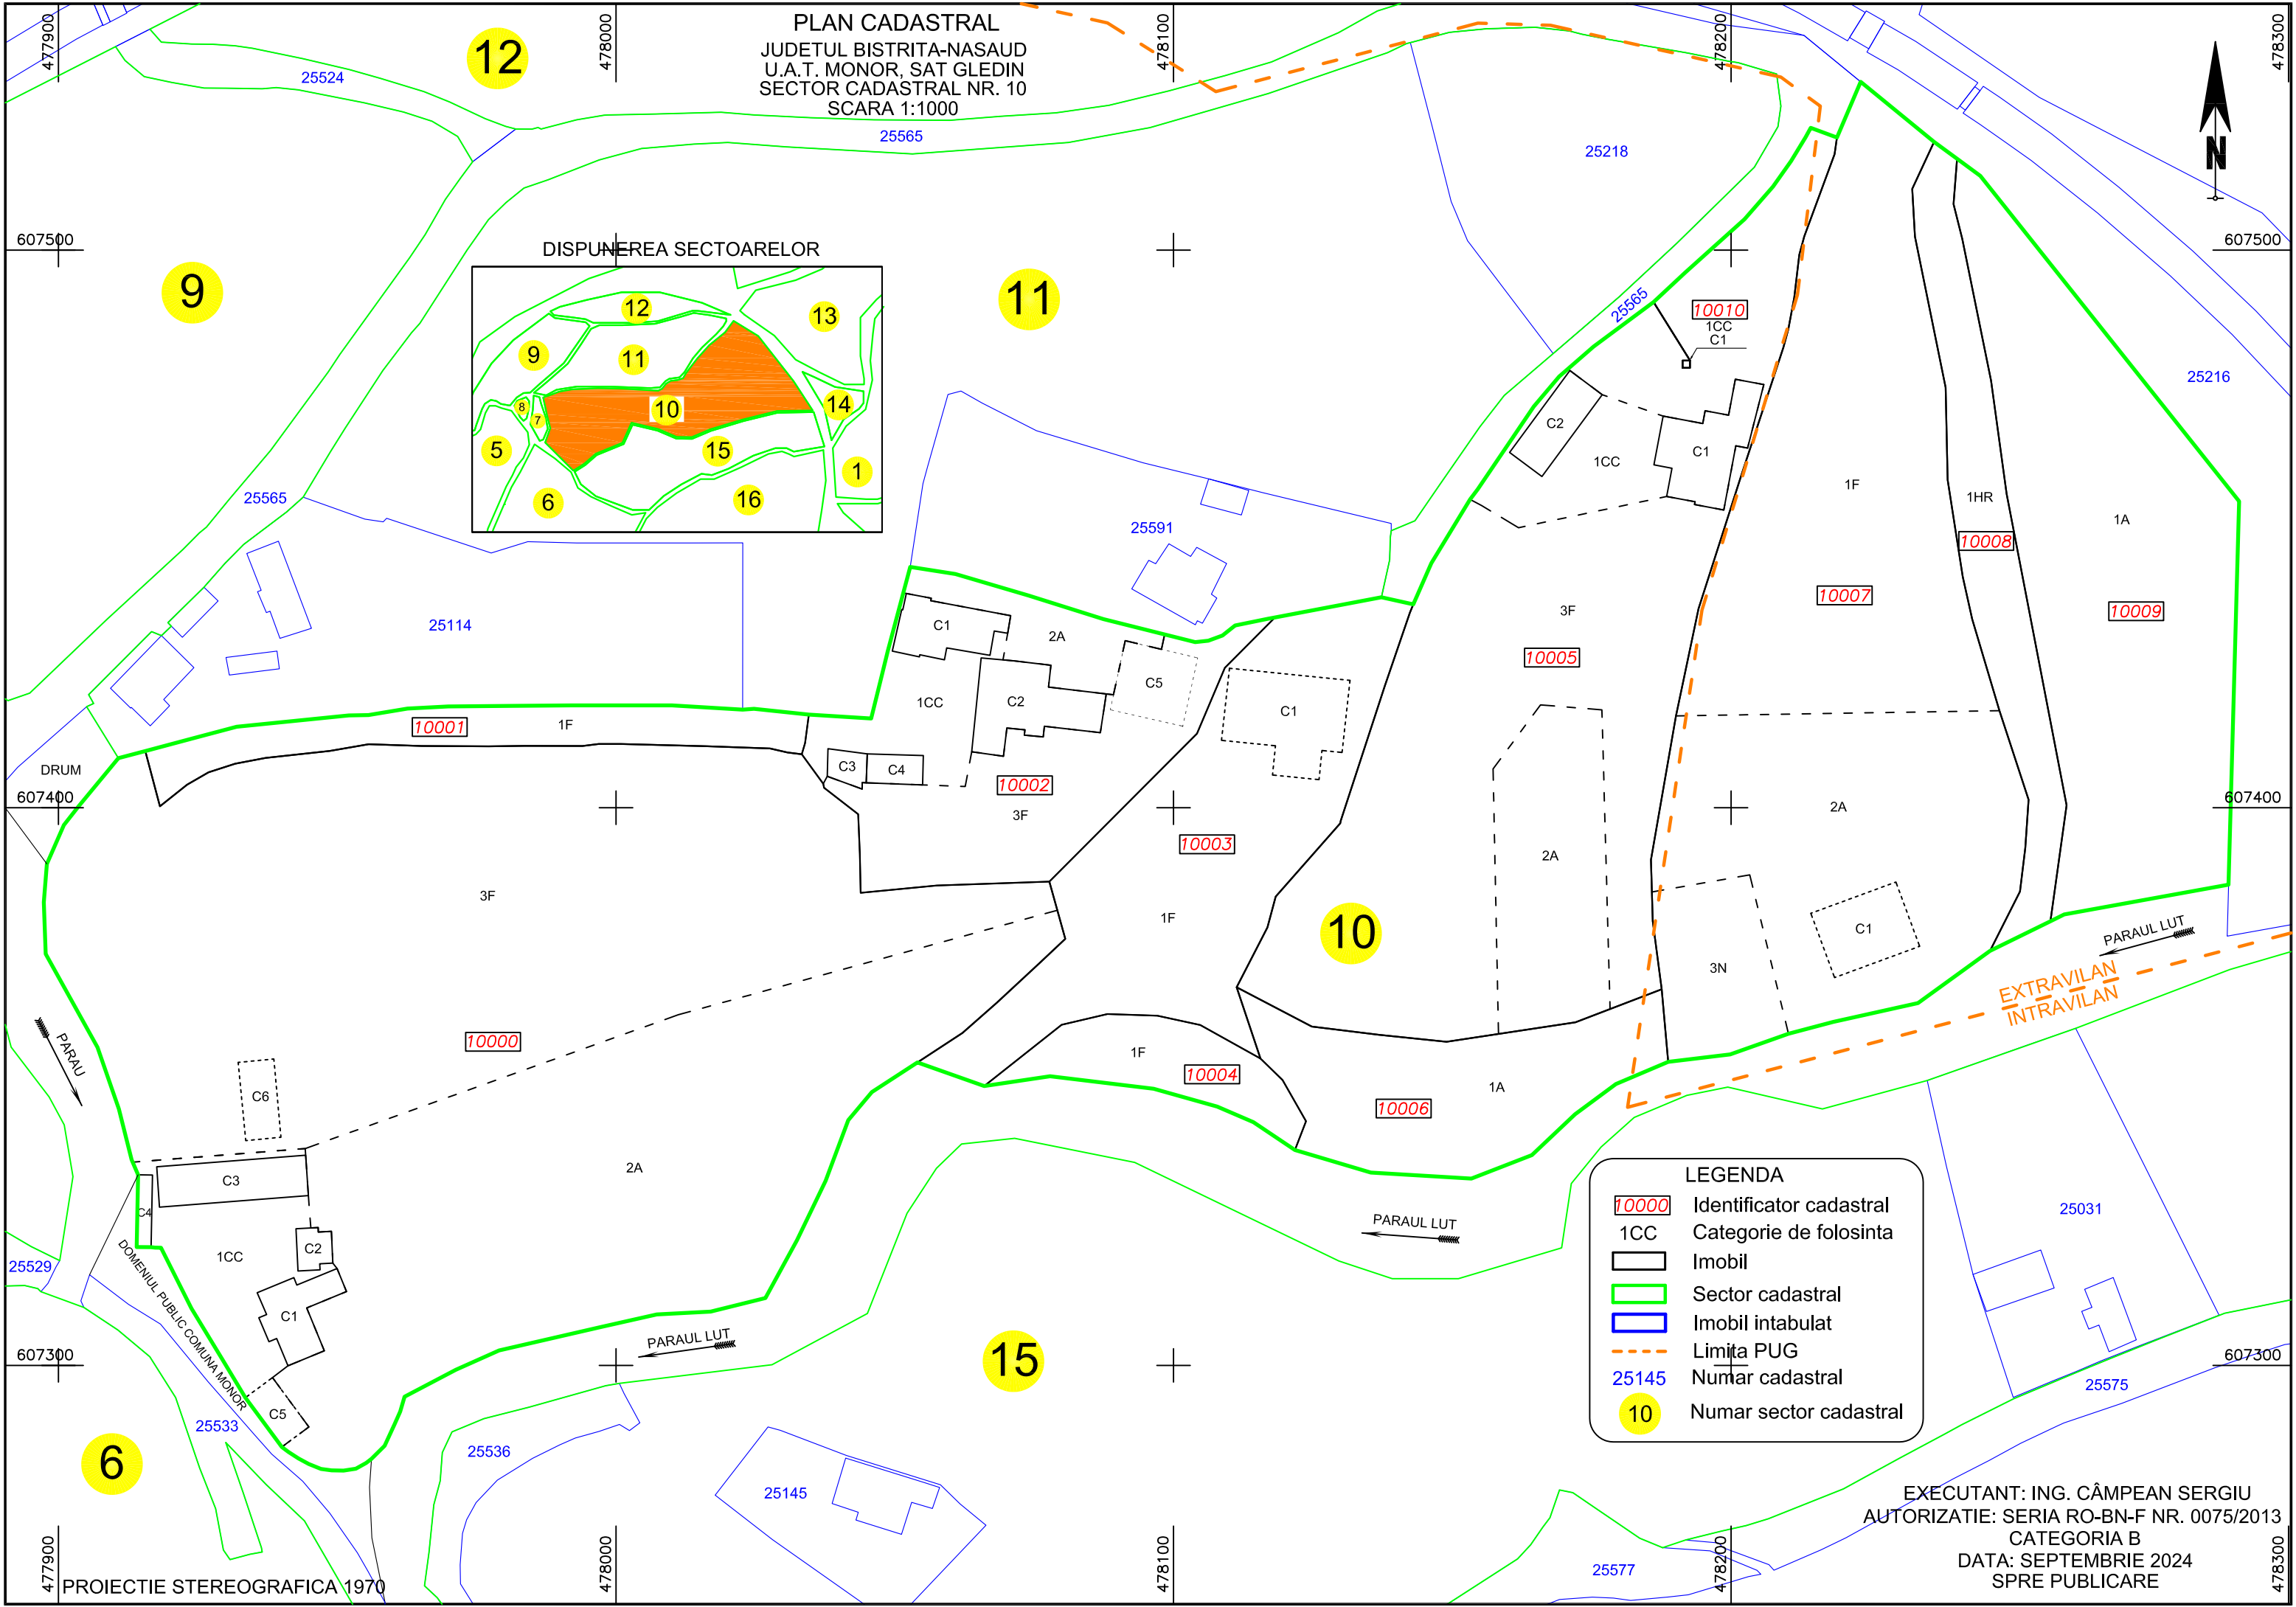 PLAN CADASTRAL
JUDETUL BISTRITA-NASAUD
U.A.T. MONOR, SAT GLEDIN
SECTOR CADASTRAL NR. 10
SCARA 1:1000
477900
478000
478100
478200
478300
12
25524
25565
25218
N
607500
607500
9
DISPUNEREA SECTOARELOR
12
13
9
11
8
7
10
14
5
15
1
6
16
11
25565
10010
1CC
C1
25216
C2
C1
1CC
1F
1HR
1A
25565
25591
10008
25114
C1
2A
3F
10007
10009
10005
C5
1CC
C2
C1
10001
1F
DRUM
C3
C4
10002
607400
607400
3F
2A
10003
2A
3F
1F
10
C1
3N
PARAUL LUT
EXTRAVILAN
INTRAVILAN
10000
PARAU
1F
10004
C6
1A
10006
2A
C3
C4
PARAUL LUT
1CC
C2
25529
DOMENIUL PUBLIC COMUNA MONOR
C1
PARAUL LUT
607300
607300
15
25031
25575
C5
25533
6
25536
25145
25577
LEGENDA
10000 Identificator cadastral
1CC Categorie de folosinta
Imobil
Sector cadastral
Imobil intabulat
Limita PUG
25145 Numar cadastral
10 Numar sector cadastral
EXECUTANT: ING. CÂMPEAN SERGIU
AUTORIZATIE: SERIA RO-BN-F NR. 0075/2013
CATEGORIA B
DATA: SEPTEMBRIE 2024
SPRE PUBLICARE
477900
478000
478100
478200
478300
PROIECTIE STEREOGRAFICA 1970